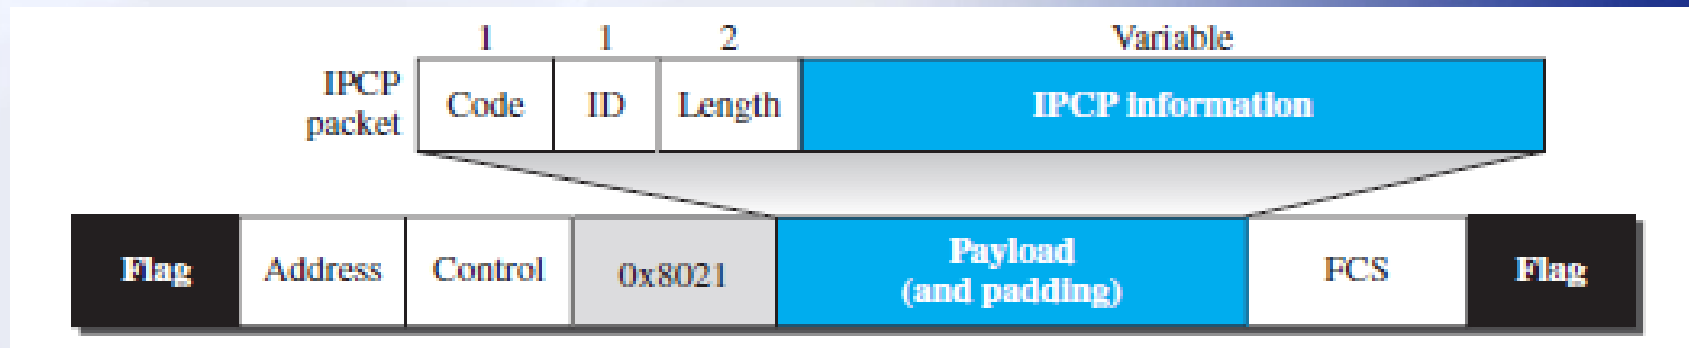 1 1 2 Variable
IPCP
packet
Code ID Length IPCP information
Flag Address Control 0x8021 Payload
(and padding) FCS Flag